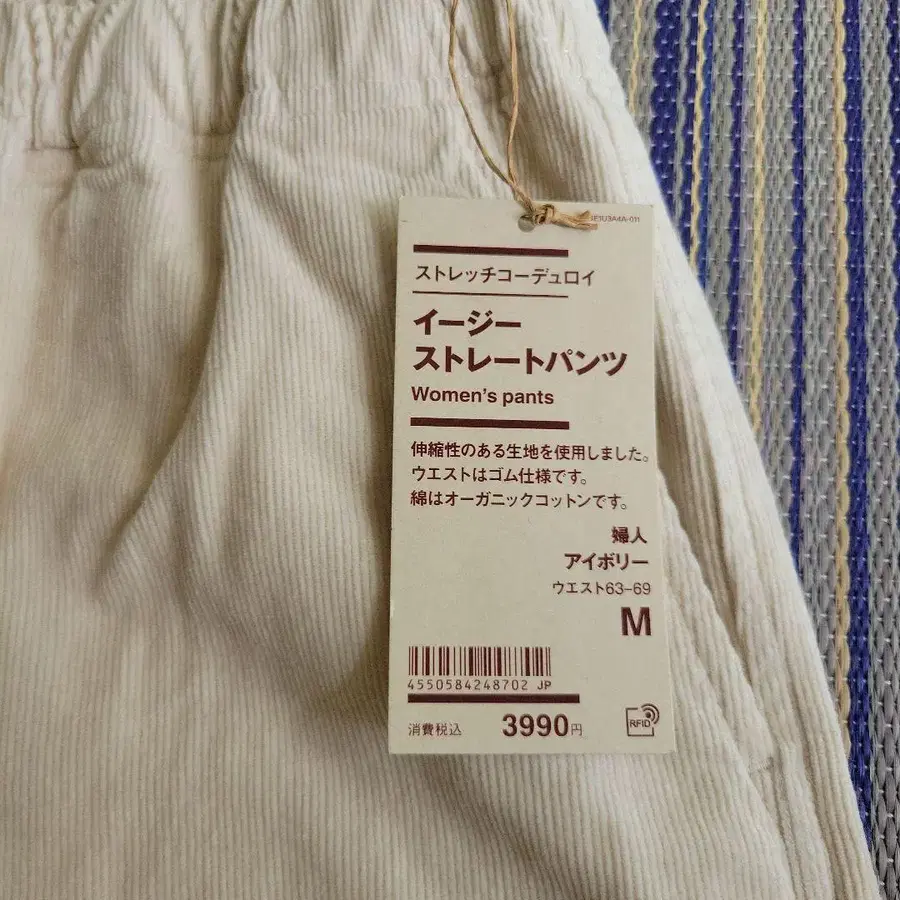 ストレッチコーデュロイ
イージー
ストレートパンツ
Women's pants
伸縮性のある生地を使用しました。
ウエストはゴム仕様です。
綿はオーガニックコットンです。
婦人
アイボリー
ウエスト63-69
M
4550584248702 JP
消費税込 3990円
RFID